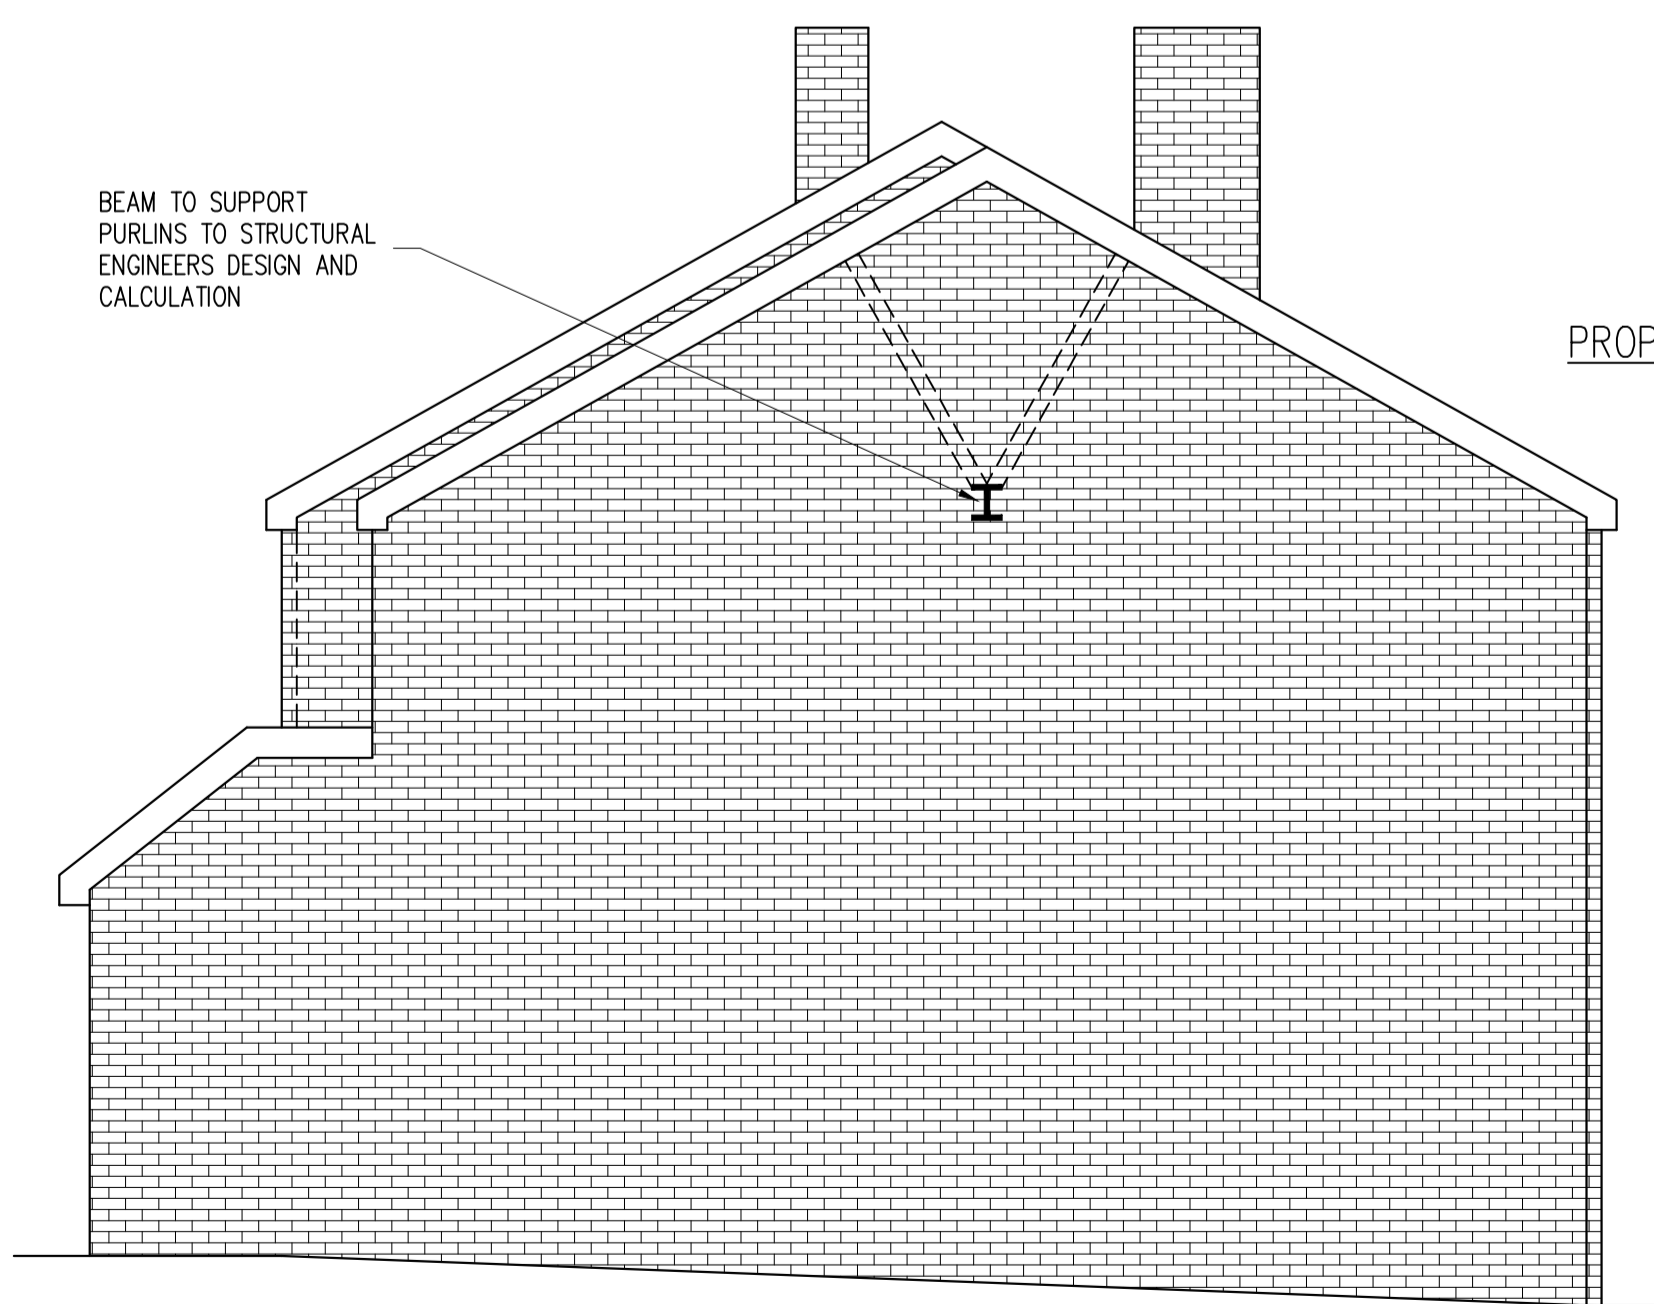 BEAM TO SUPPORT
PURLINS TO STRUCTURAL
ENGINEERS DESIGN AND
CALCULATION
PROP